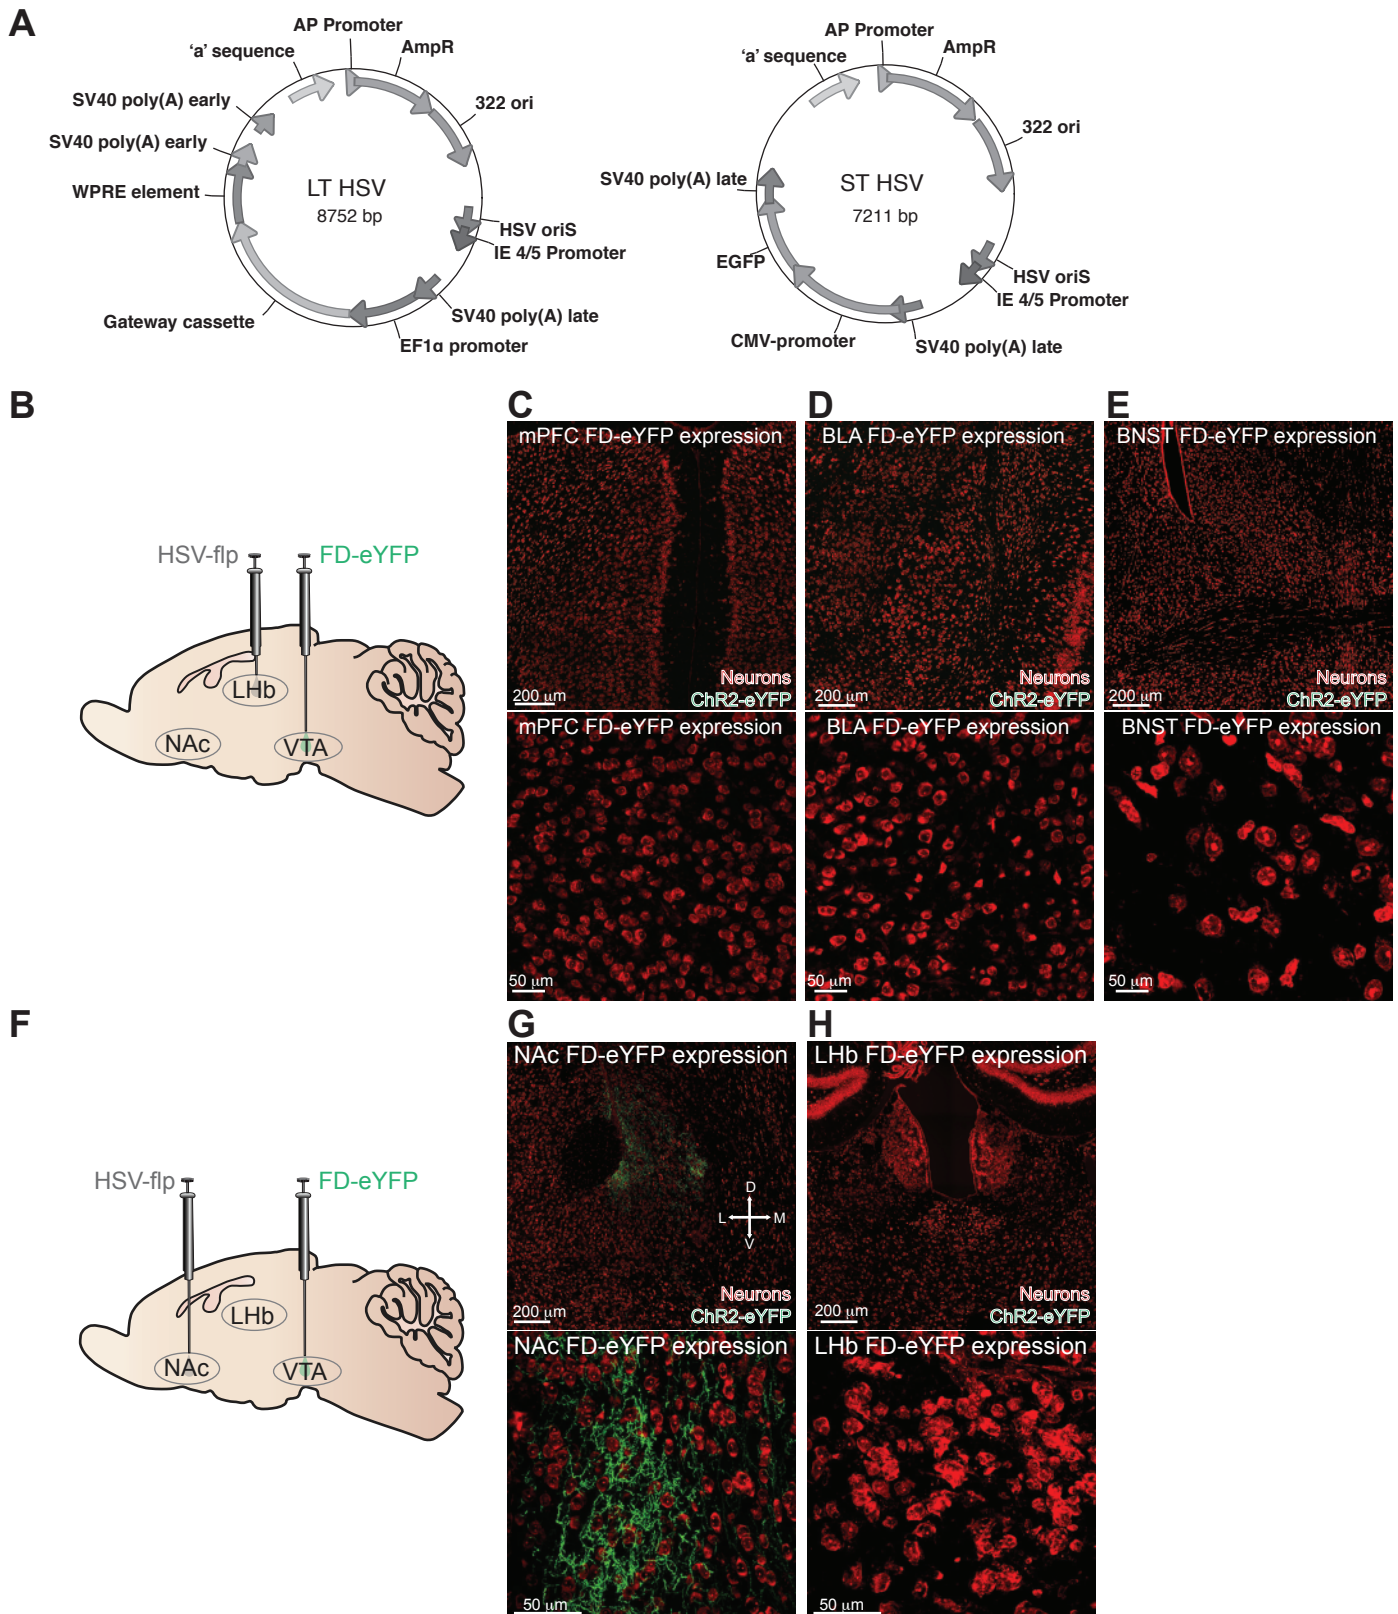 A
AP Promoter
'a' sequence
AmpR
SV40 poly(A) early
322 ori
SV40 poly(A) early
WPRE element
LT HSV
8752 bp
HSV oriS
IE 4/5 Promoter
Gateway cassette
SV40 poly(A) late
EF1α promoter
AP Promoter
'a' sequence
AmpR
322 ori
SV40 poly(A) late
ST HSV
7211 bp
EGFP
HSV oriS
IE 4/5 Promoter
CMV-promoter
SV40 poly(A) late
B
HSV-flp
FD-eYFP
LHb
NAc
VTA
C
mPFC FD-eYFP expression
Neurons
200 µm
ChR2-eYFP
mPFC FD-eYFP expression
50 µm
D
BLA FD-eYFP expression
Neurons
200 µm
ChR2-eYFP
BLA FD-eYFP expression
50 µm
E
BNST FD-eYFP expression
Neurons
200 µm
ChR2-eYFP
BNST FD-eYFP expression
50 µm
F
HSV-flp
FD-eYFP
LHb
NAc
VTA
G
NAc FD-eYFP expression
D
L M
V
Neurons
200 µm
ChR2-eYFP
NAc FD-eYFP expression
50 µm
H
LHb FD-eYFP expression
Neurons
200 µm
ChR2-eYFP
LHb FD-eYFP expression
50 µm